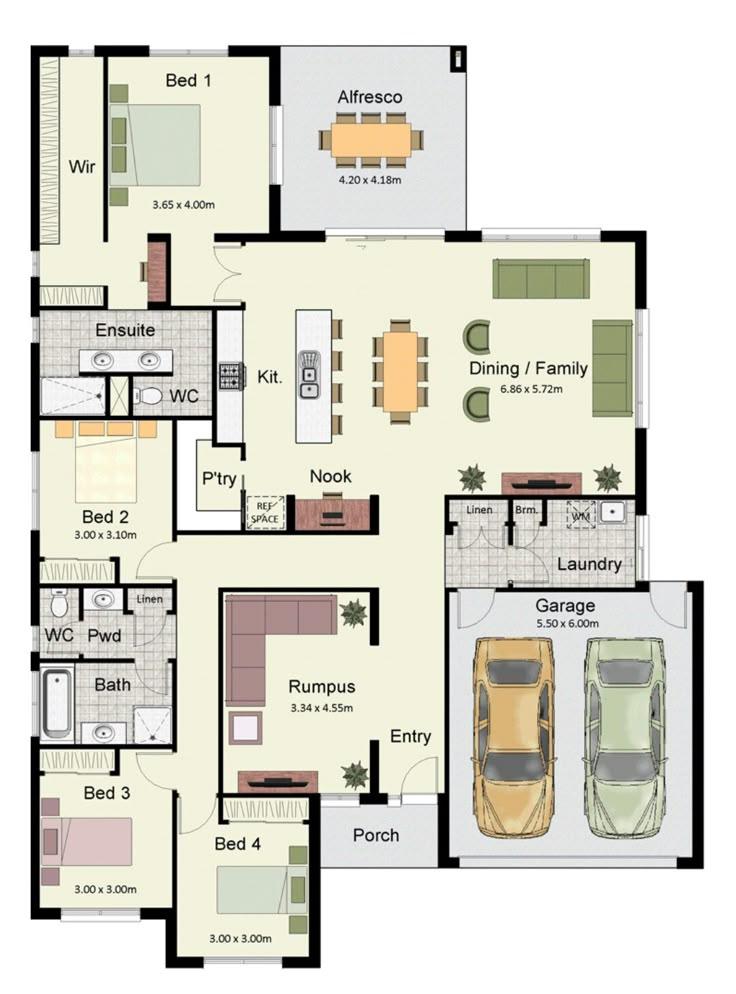 Bed 1
Alfresco
Wir
4.20 x 4.18m
3.65 x 4.00m
Ensuite
WC
Kit.
Dining / Family
6.86 x 5.72m
P'try
Nook
REF
SPACE
Bed 2
3.00 x 3.10m
Linen
Brm.
WM
Laundry
WC
Pwd
Linen
Bath
Garage
5.50 x 6.00m
Rumpus
3.34 x 4.55m
Entry
Bed 3
3.00 x 3.00m
Bed 4
3.00 x 3.00m
Porch